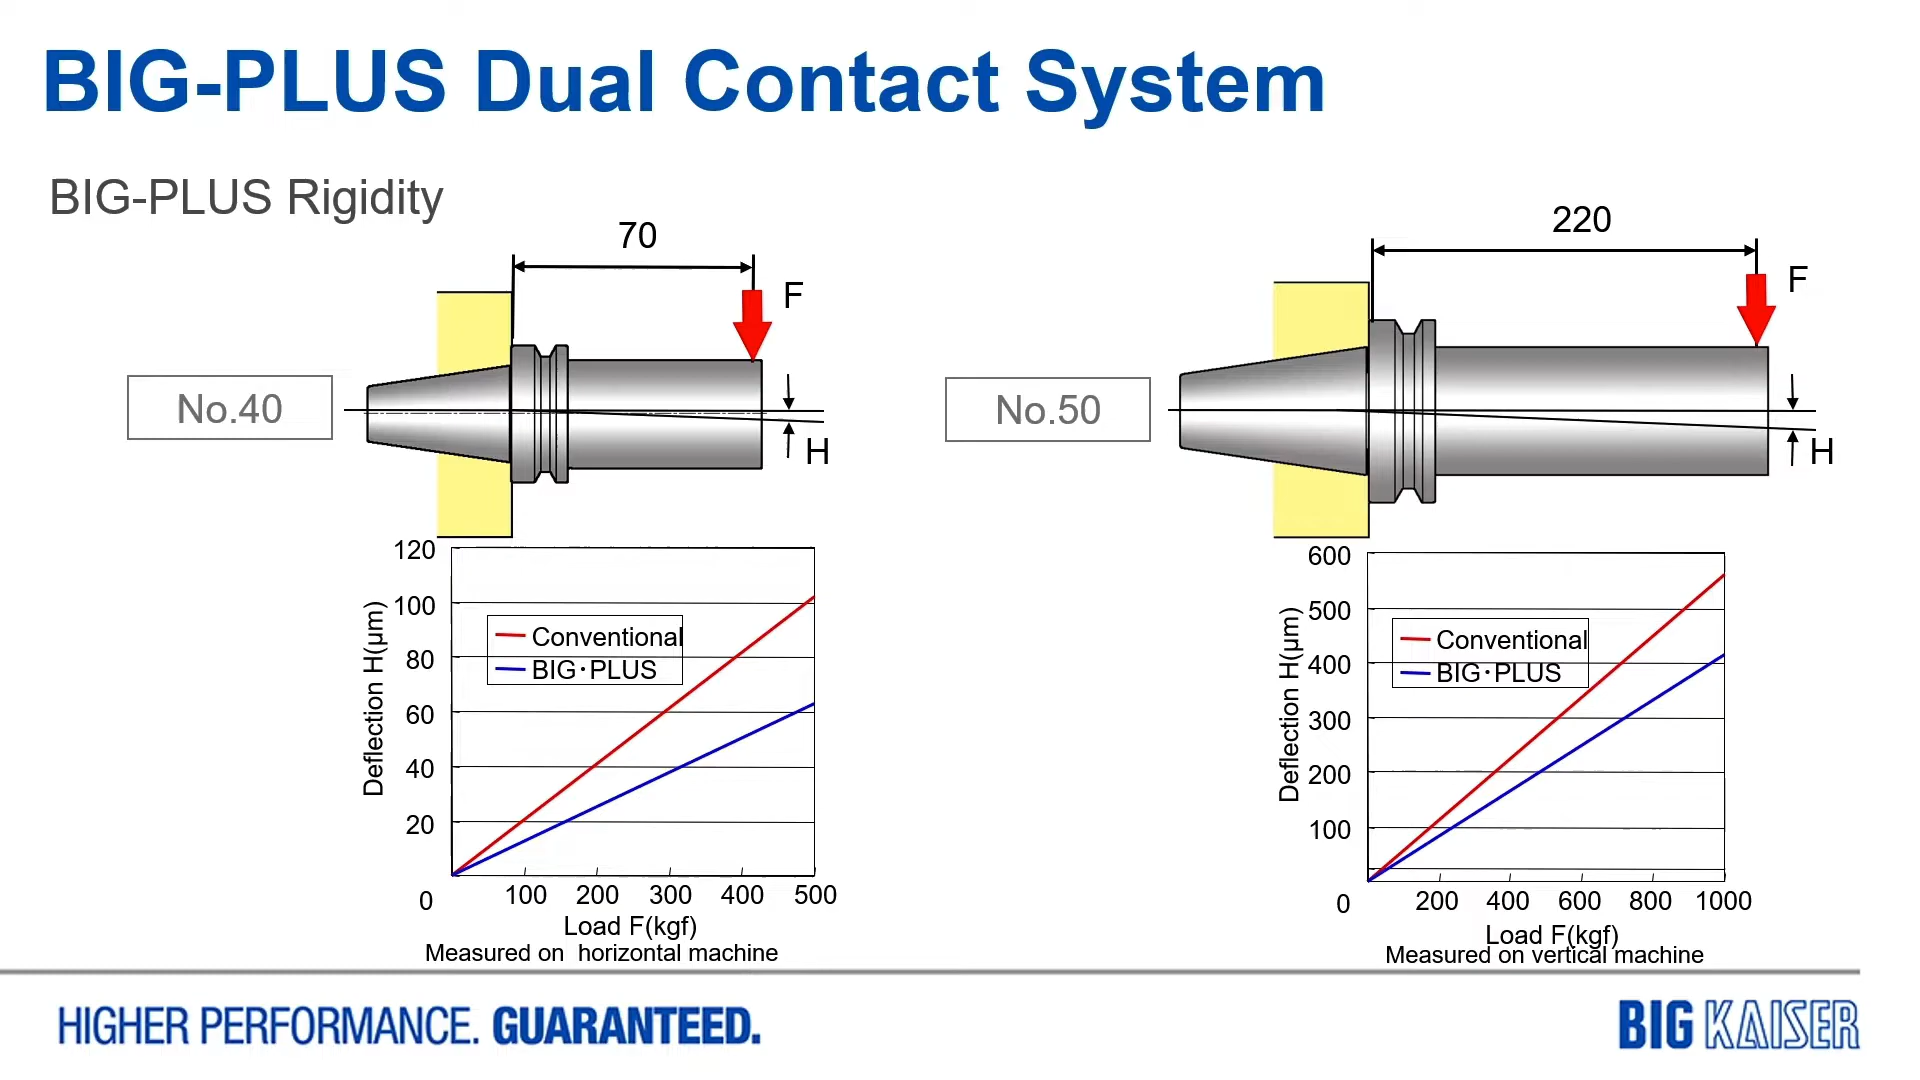 BIG-PLUS Dual Contact System
BIG-PLUS Rigidity
70
F
No.40
H
220
F
No.50
H
120
100
80
60
40
20
0
Deflection H(μm)
Conventional
BIG･PLUS
100 200 300 400 500
Load F(kgf)
Measured on horizontal machine
600
500
400
300
200
100
0
Deflection H(μm)
Conventional
BIG･PLUS
200 400 600 800 1000
Load F(kgf)
Measured on vertical machine
HIGHER PERFORMANCE. GUARANTEED.
BIG KAISER